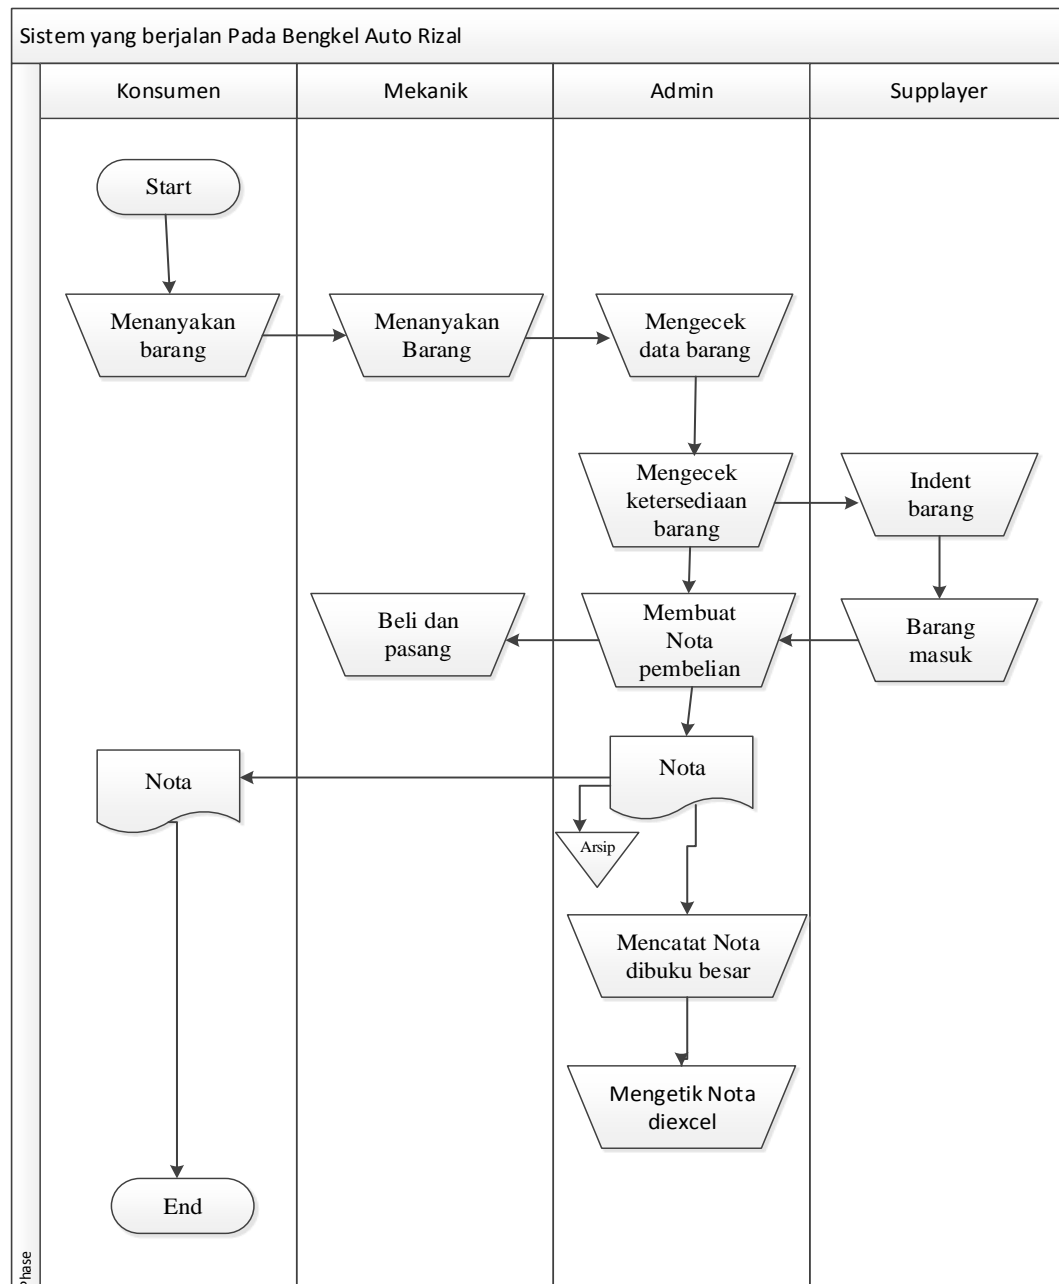 Sistem yang berjalan Pada Bengkel Auto Rizal
Konsumen
Mekanik
Admin
Supplayer
Start
Menanyakan
barang
Menanyakan
Barang
Mengecek
data barang
Mengecek
ketersediaan
barang
Indent
barang
Beli dan
pasang
Membuat
Nota
pembelian
Barang
masuk
Nota
Nota
Arsip
Mencatat Nota
dibuku besar
Mengetik Nota
diexcel
End
Phase